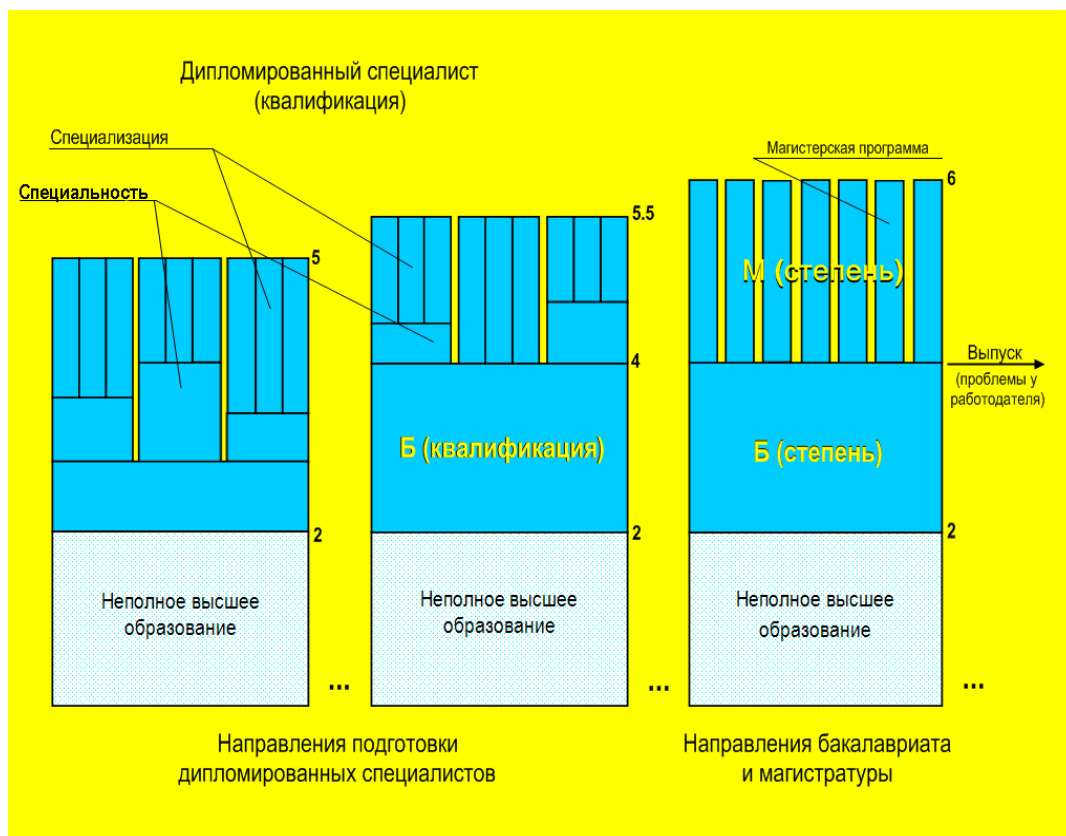 Дипломированный специалист
(квалификация)
Специализация
Специальность
Магистерская программа
5
5.5
6
М (степень)
4
Выпуск
(проблемы у
работодателя)
Б (квалификация)
Б (степень)
2
2
2
Неполное высшее
образование
Неполное высшее
образование
Неполное высшее
образование
...
...
...
Направления подготовки
дипломированных специалистов
Направления бакалавриата
и магистратуры